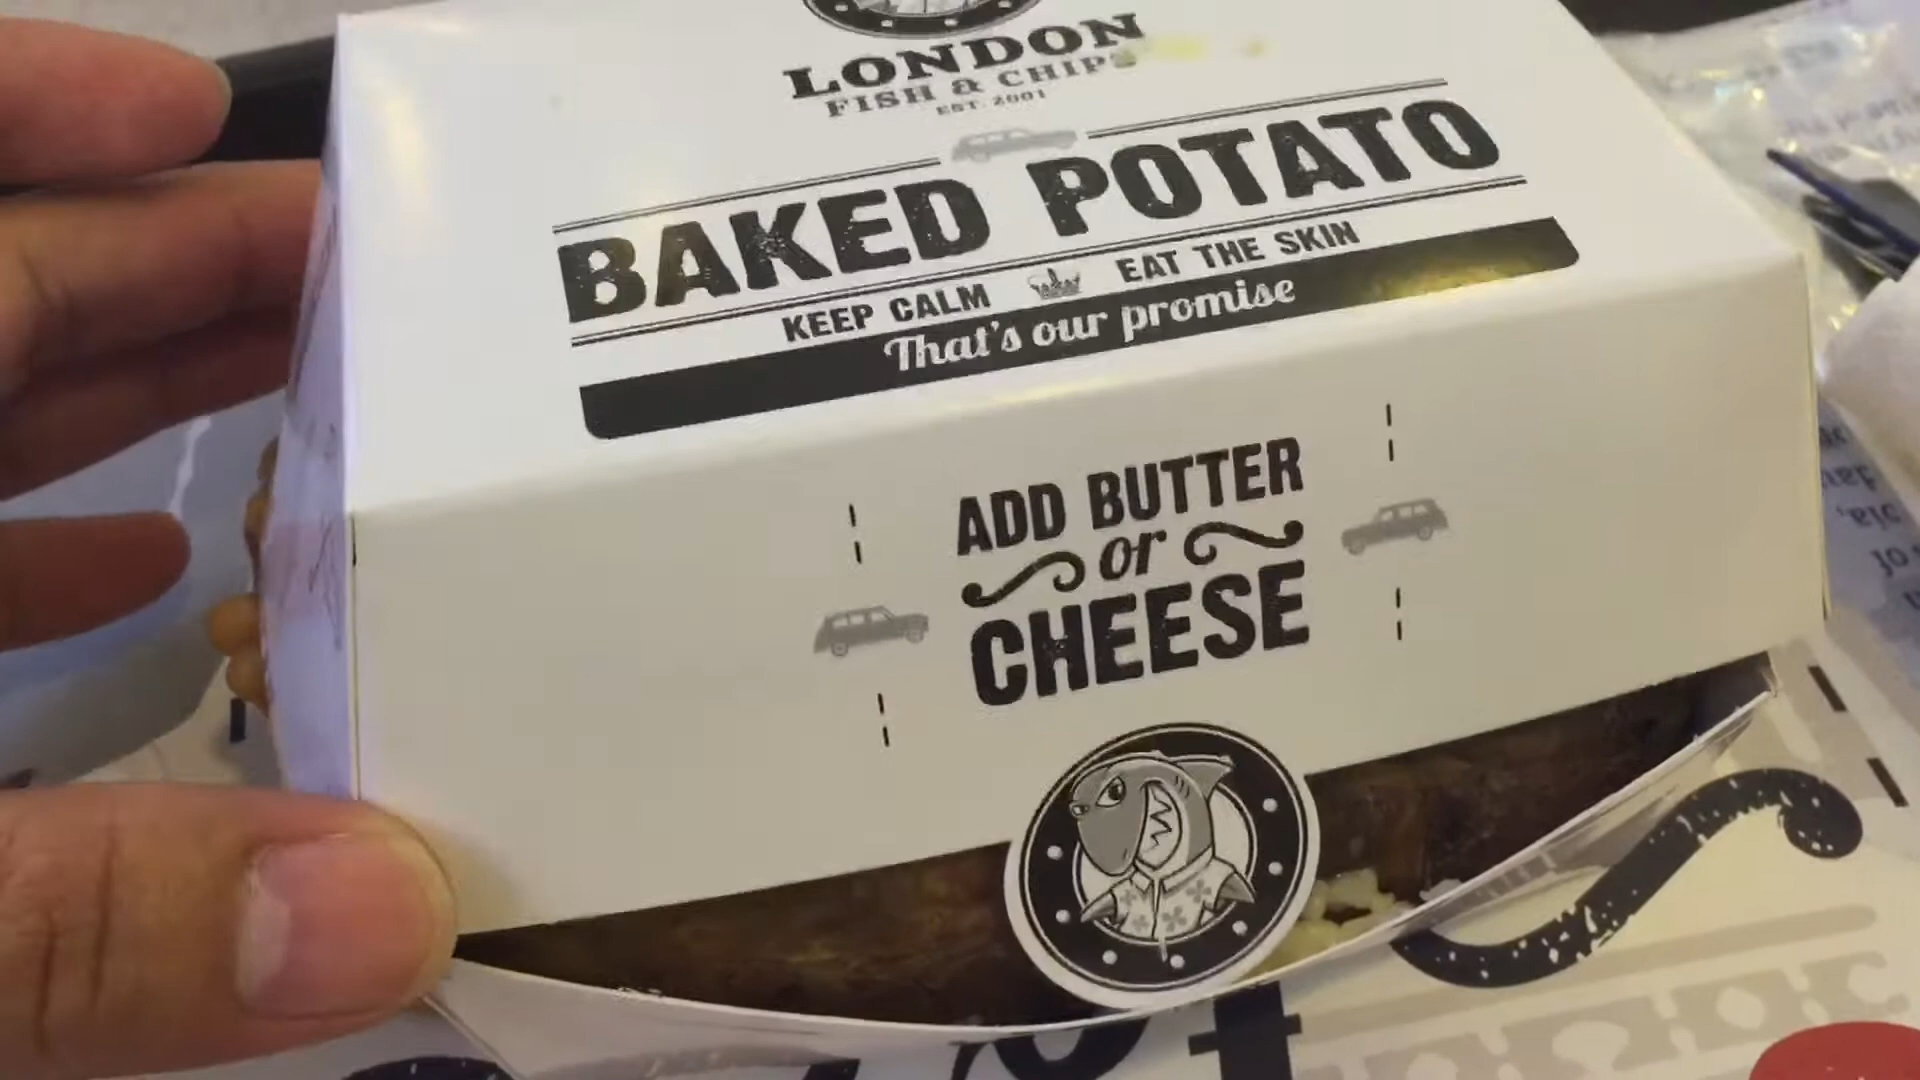 LONDON
FISH & CHIPS
EST. 2001
BAKED POTATO
KEEP CALM EAT THE SKIN
That's our promise
ADD BUTTER
or
CHEESE